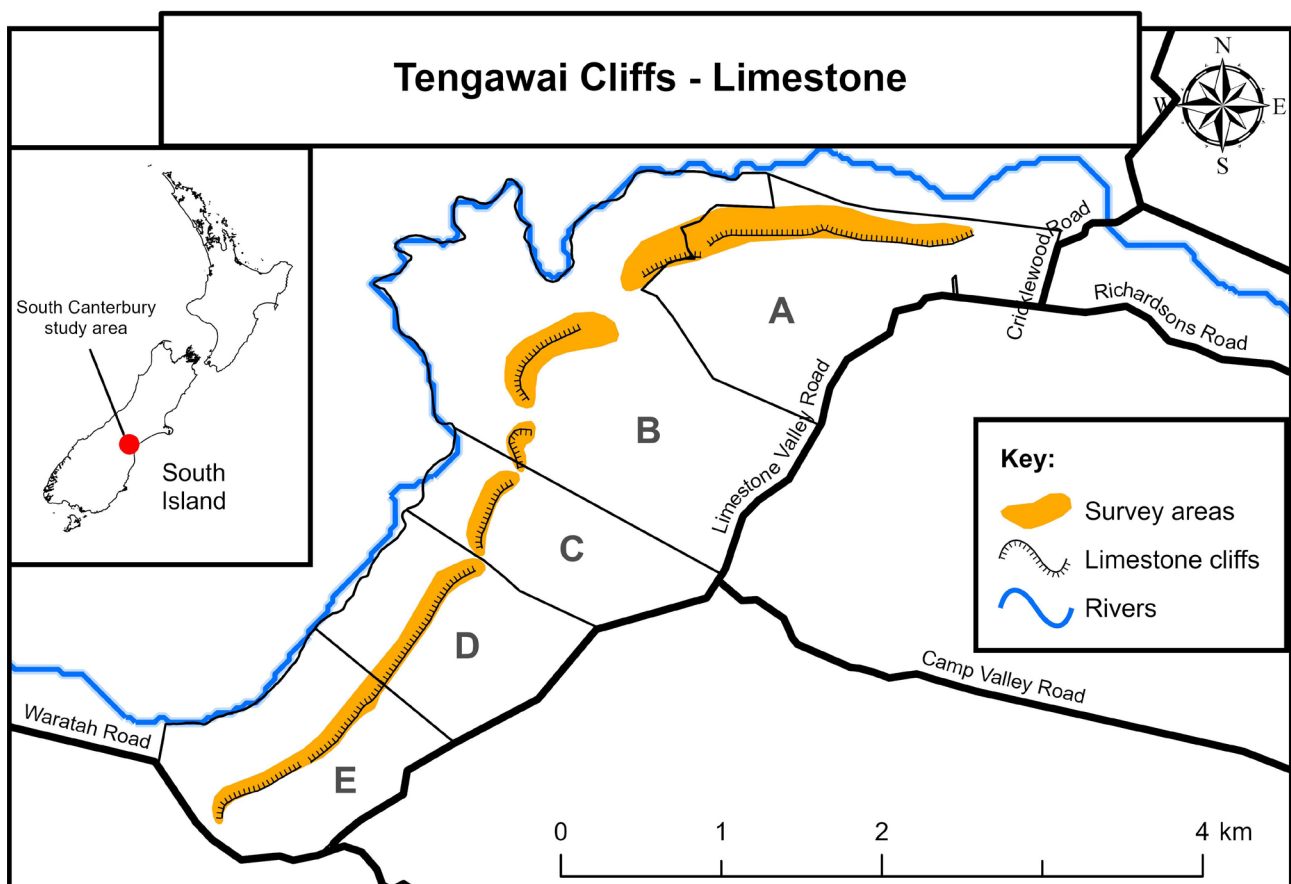 Tengawai Cliffs - Limestone
N
W
E
S
South Canterbury
study area
South
Island
Cricklewood Road
Richardsons Road
A
B
Limestone Valley Road
C
D
E
Camp Valley Road
Waratah Road
Key:
Survey areas
Limestone cliffs
Rivers
0
1
2
4 km